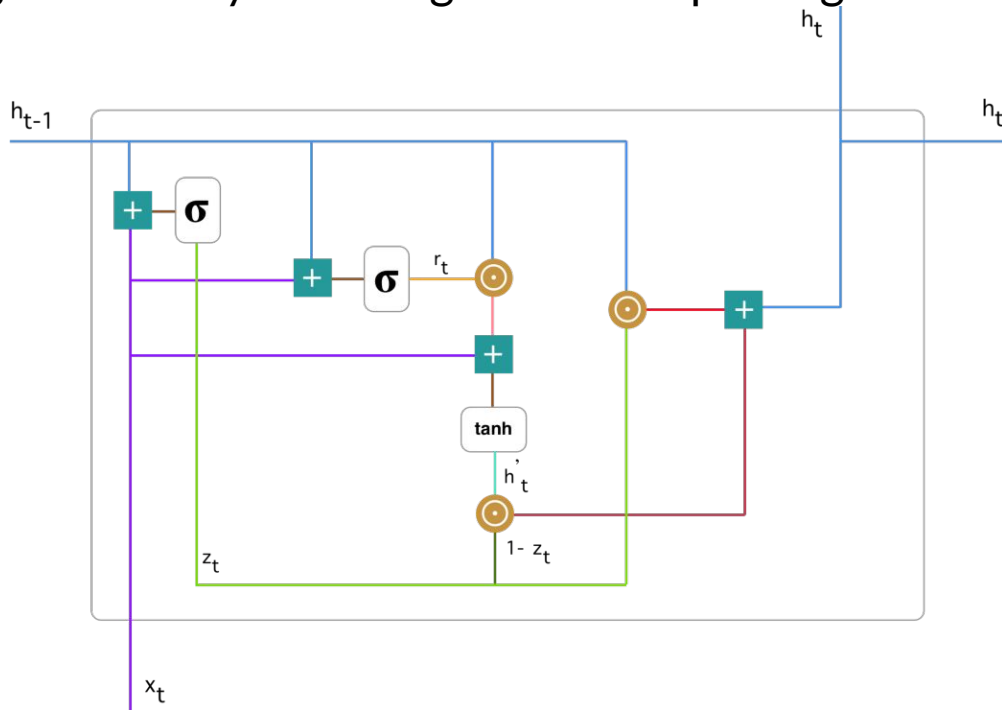 h_t
h_{t-1}
h_t
+
σ
+
σ
r_t
+
+
tanh
h'_t
1- z_t
z_t
x_t